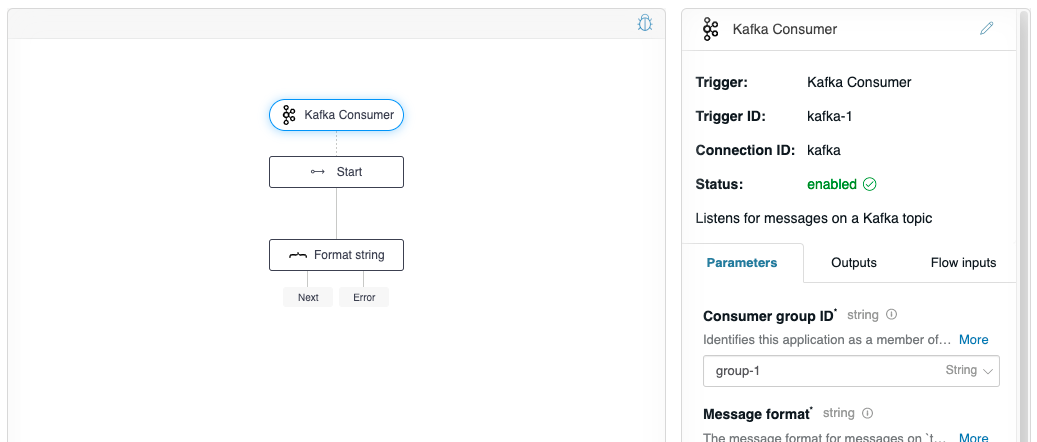 Kafka Consumer
Start
Format string
Next Error
Kafka Consumer
Trigger: Kafka Consumer
Trigger ID: kafka-1
Connection ID: kafka
Status: enabled
Listens for messages on a Kafka topic
Parameters Outputs Flow inputs
Consumer group ID* string
Identifies this application as a member of… More
group-1 String
Message format* string
The message format for messages on `t… More